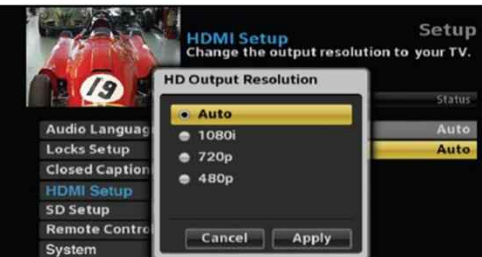 Setup
HDMI Setup
Change the output resolution to your TV.
19
Status
HD Output Resolution
Auto
1080i
720p
480p
Cancel
Apply
Audio Languag
Auto
Locks Setup
Auto
Closed Caption
HDMI Setup
SD Setup
Remote Contro
System